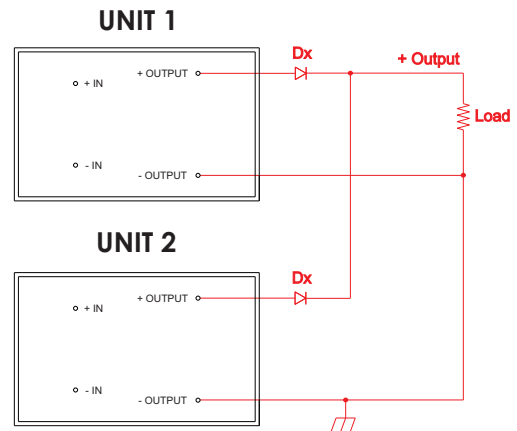 UNIT 1
Dx
+ Output
+ OUTPUT
+ IN
Load
- IN
- OUTPUT
UNIT 2
Dx
+ OUTPUT
+ IN
- IN
- OUTPUT